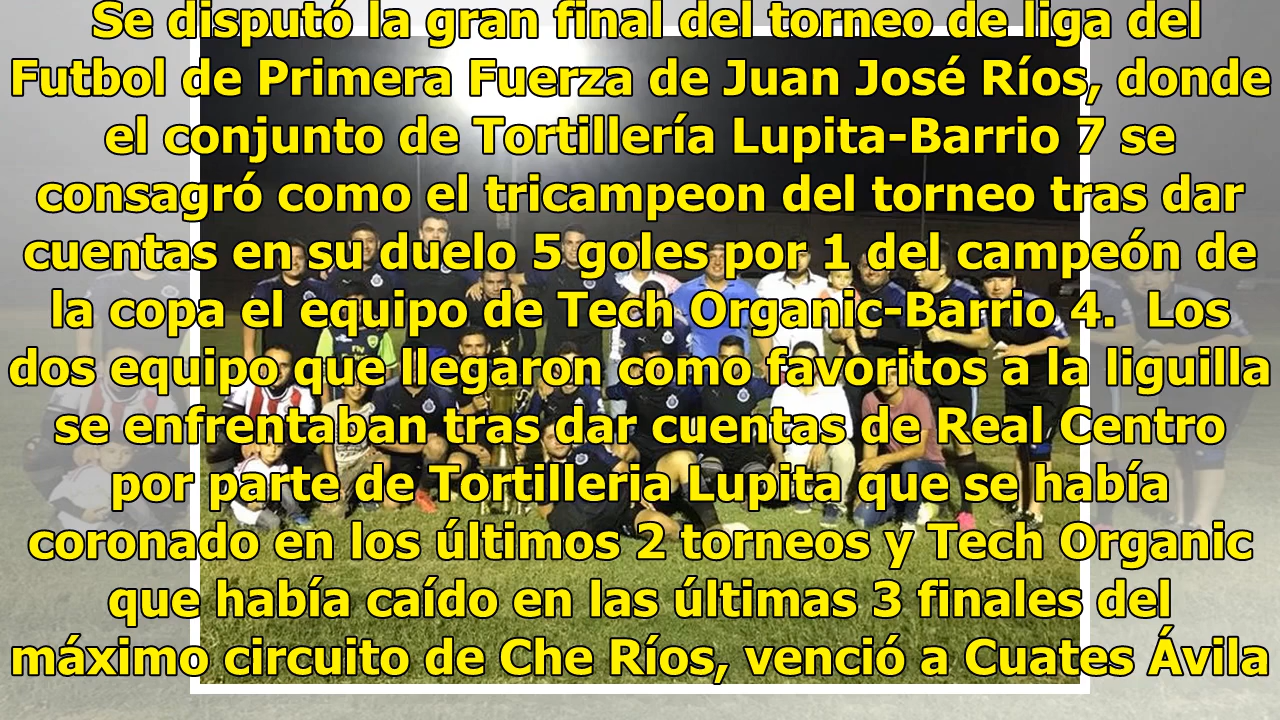 Se disputó la gran final del torneo de liga del
Futbol de Primera Fuerza de Juan José Ríos, donde
el conjunto de Tortillería Lupita-Barrio 7 se
consagró como el tricampeon del torneo tras dar
cuentas en su duelo 5 goles por 1 del campeón de
la copa el equipo de Tech Organic-Barrio 4.  Los
dos equipo que llegaron como favoritos a la liguilla
se enfrentaban tras dar cuentas de Real Centro
por parte de Tortilleria Lupita que se había
coronado en los últimos 2 torneos y Tech Organic
que había caído en las últimas 3 finales del
máximo circuito de Che Ríos, venció a Cuates Ávila